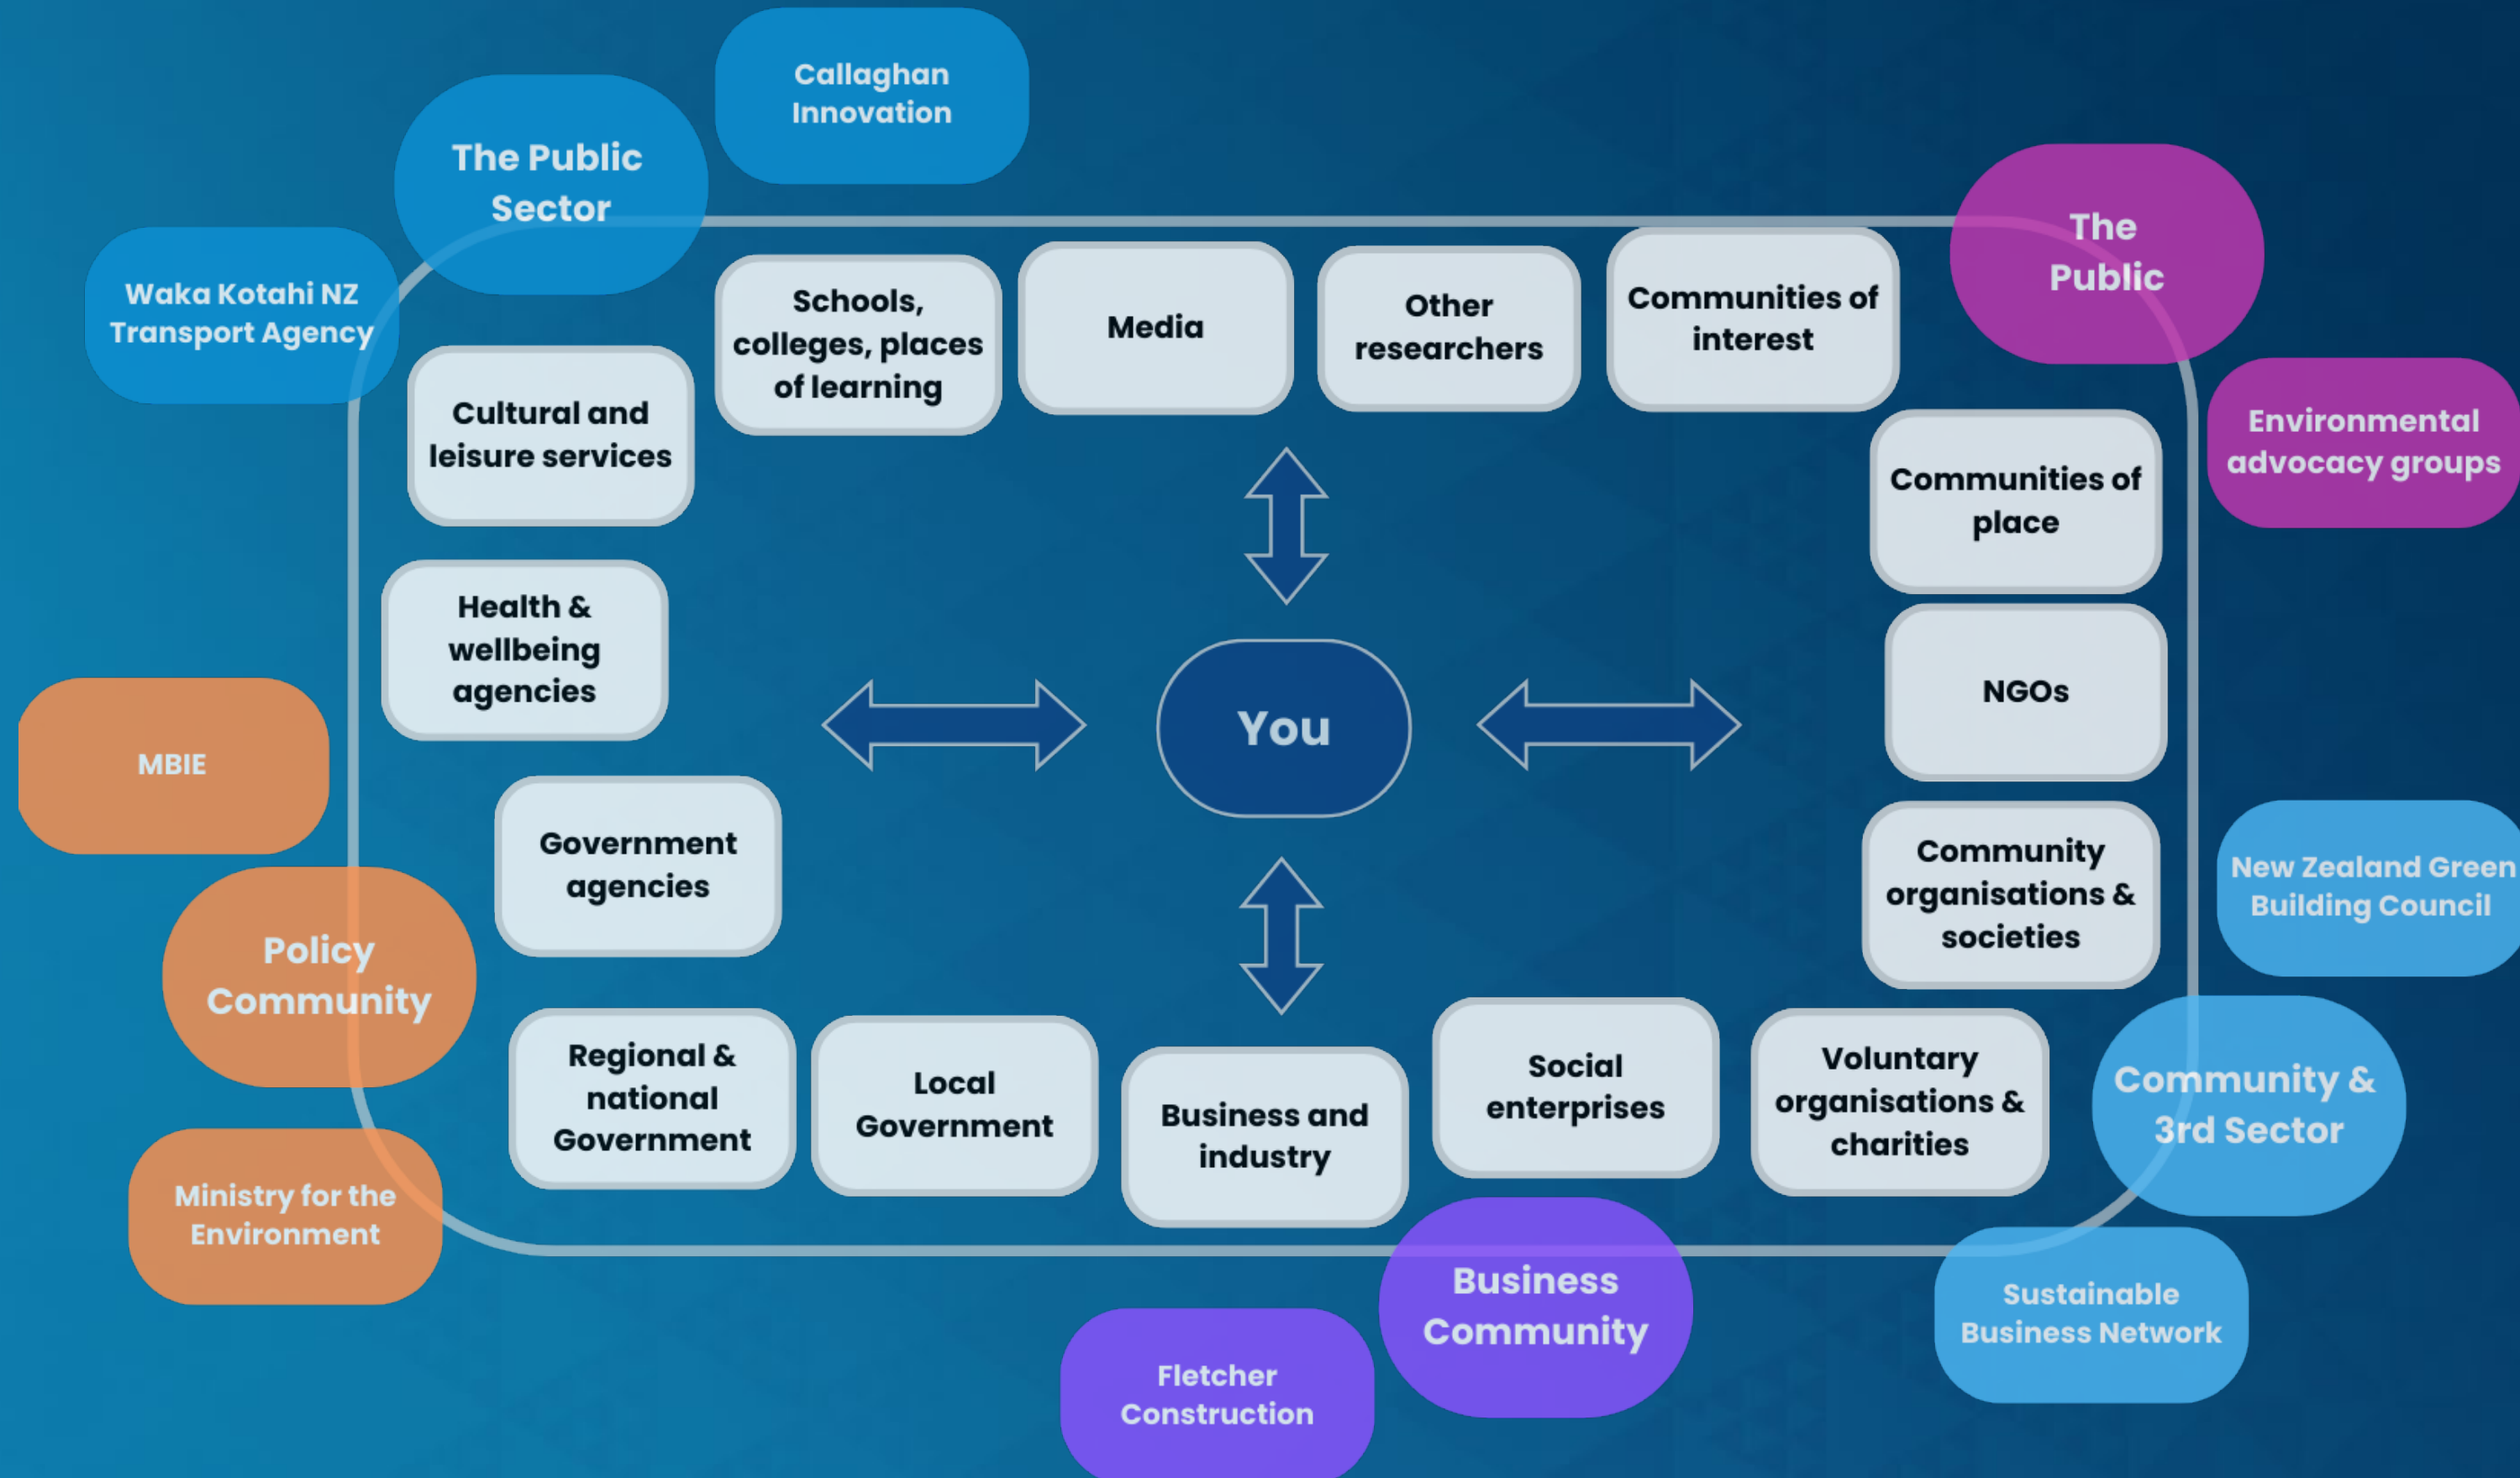 Callaghan
Innovation
The Public
Sector
The
Public
Waka Kotahi NZ
Transport Agency
Schools,
colleges, places
of learning
Media
Other
researchers
Communities of
interest
Cultural and
leisure services
Environmental
advocacy groups
Communities of
place
Health &
wellbeing
agencies
NGOs
You
MBIE
Government
agencies
Community
organisations &
societies
New Zealand Green
Building Council
Policy
Community
Regional &
national
Government
Local
Government
Business and
industry
Social
enterprises
Voluntary
organisations &
charities
Community &
3rd Sector
Ministry for the
Environment
Business
Community
Sustainable
Business Network
Fletcher
Construction